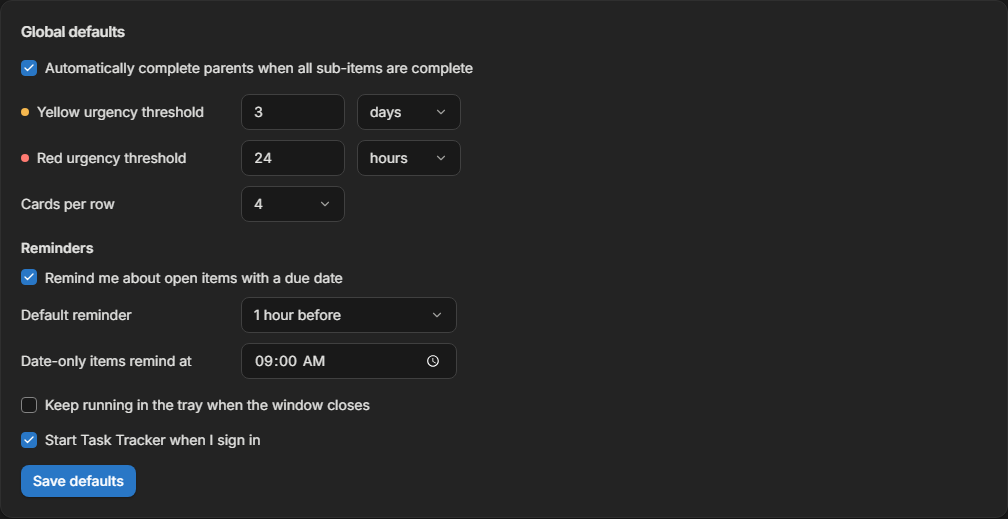 Global defaults
Automatically complete parents when all sub-items are complete
Yellow urgency threshold 3 days
Red urgency threshold 24 hours
Cards per row 4
Reminders
Remind me about open items with a due date
Default reminder 1 hour before
Date-only items remind at 09:00 AM
Keep running in the tray when the window closes
Start Task Tracker when I sign in
Save defaults